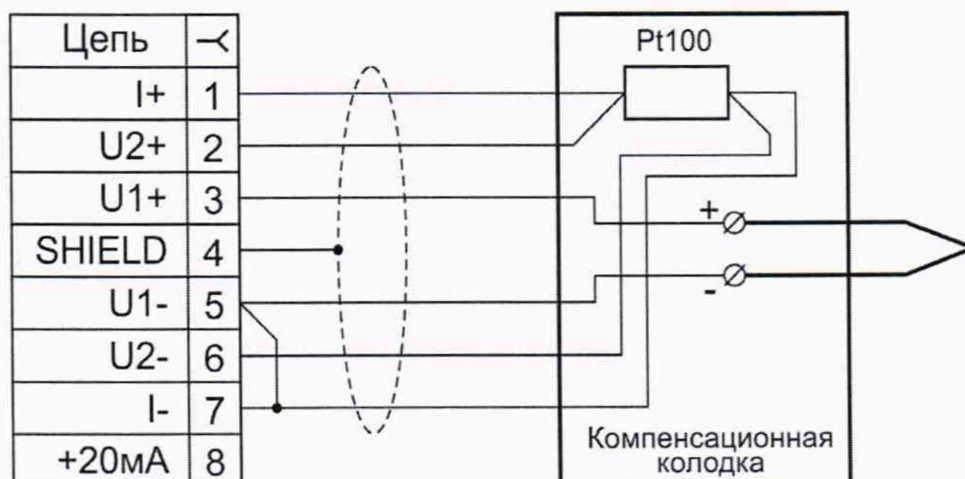 Цепь
I+ 1
U2+ 2
U1+ 3
SHIELD 4
U1- 5
U2- 6
I- 7
+20мА 8
Pt100
+
-
Компенсационная
колодка